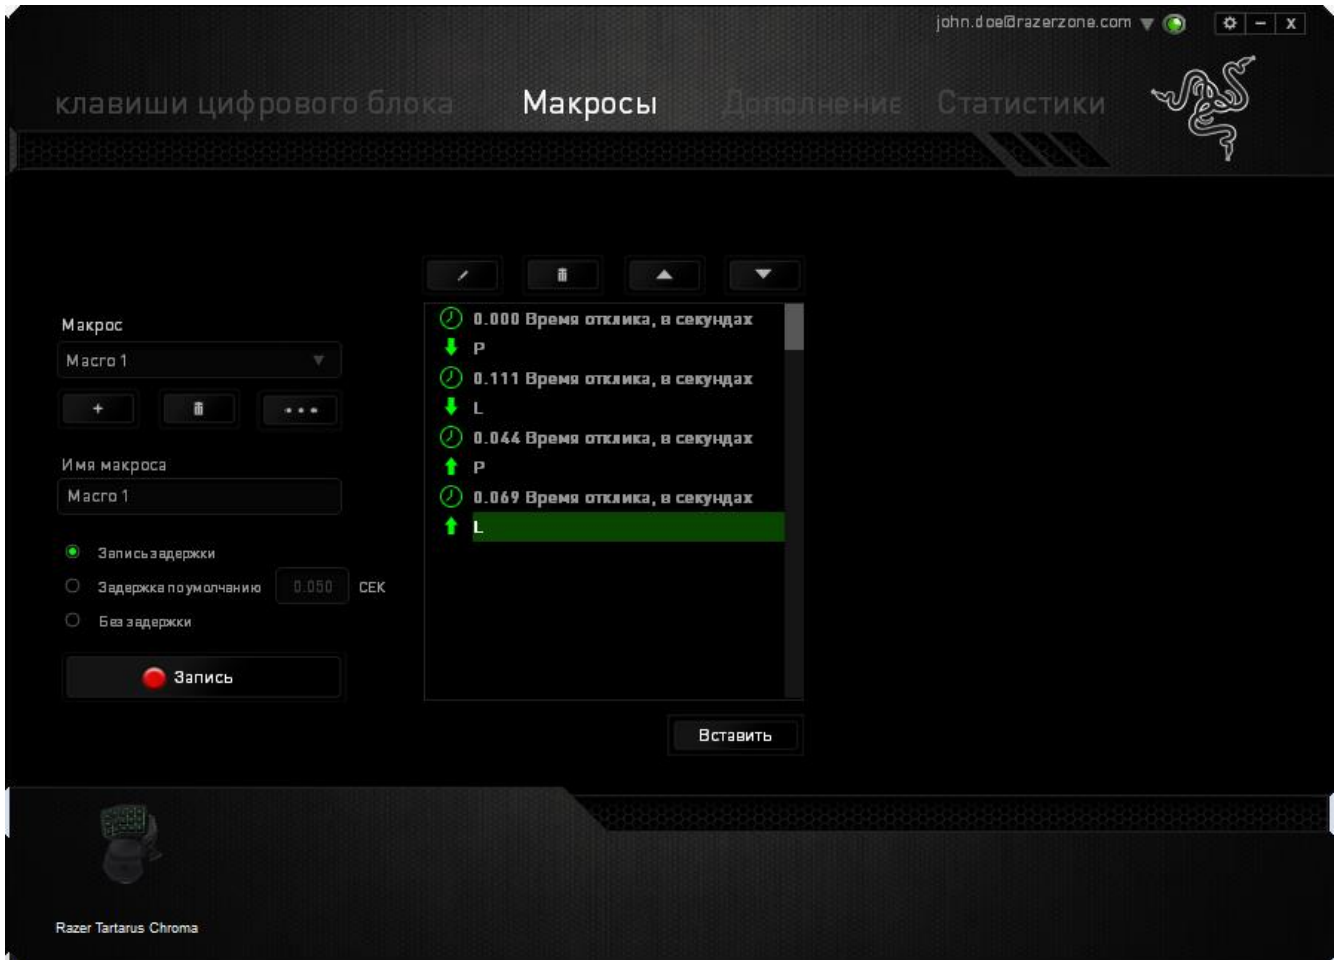 john.doe@razerzone.com
клавиши цифрового блока Макросы Дополнение Статистики
Макрос
Macro 1
Имя макроса
Macro 1
Запись задержки
Задержка по умолчанию 0.050 СЕК
Без задержки
Запись
0.000 Время отклика, в секундах
P
0.111 Время отклика, в секундах
L
0.044 Время отклика, в секундах
P
0.069 Время отклика, в секундах
L
Вставить
Razer Tartarus Chroma